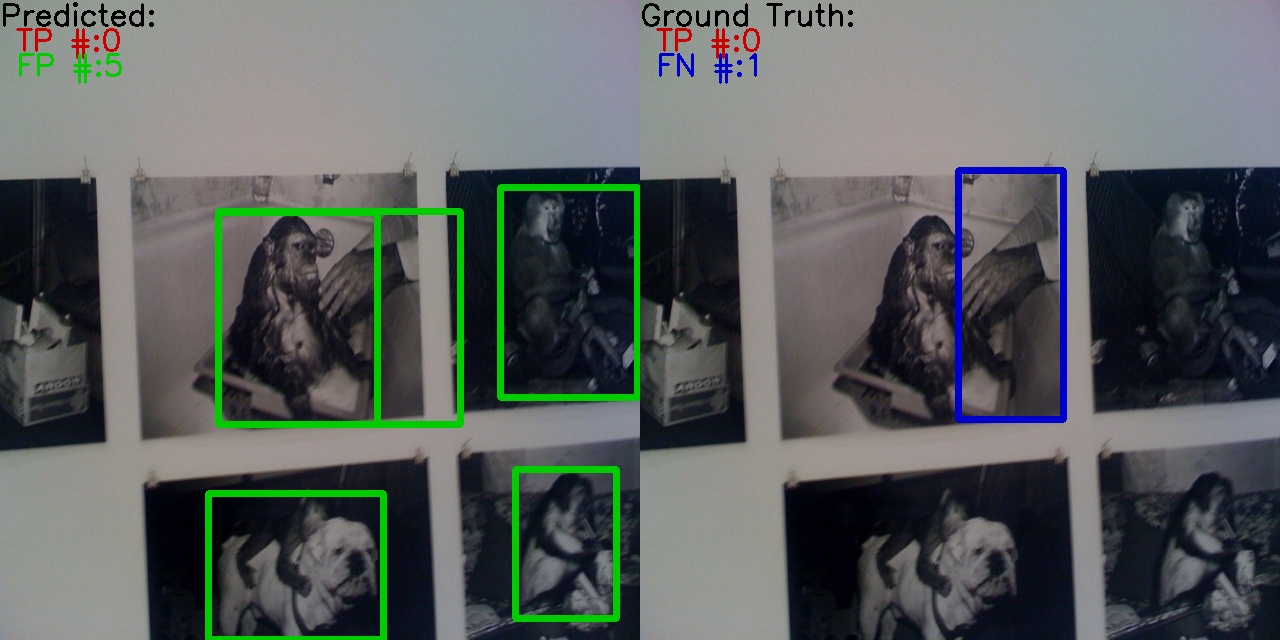 Predicted:
TP #:0
FP #:5
Ground Truth:
TP #:0
FN #:1